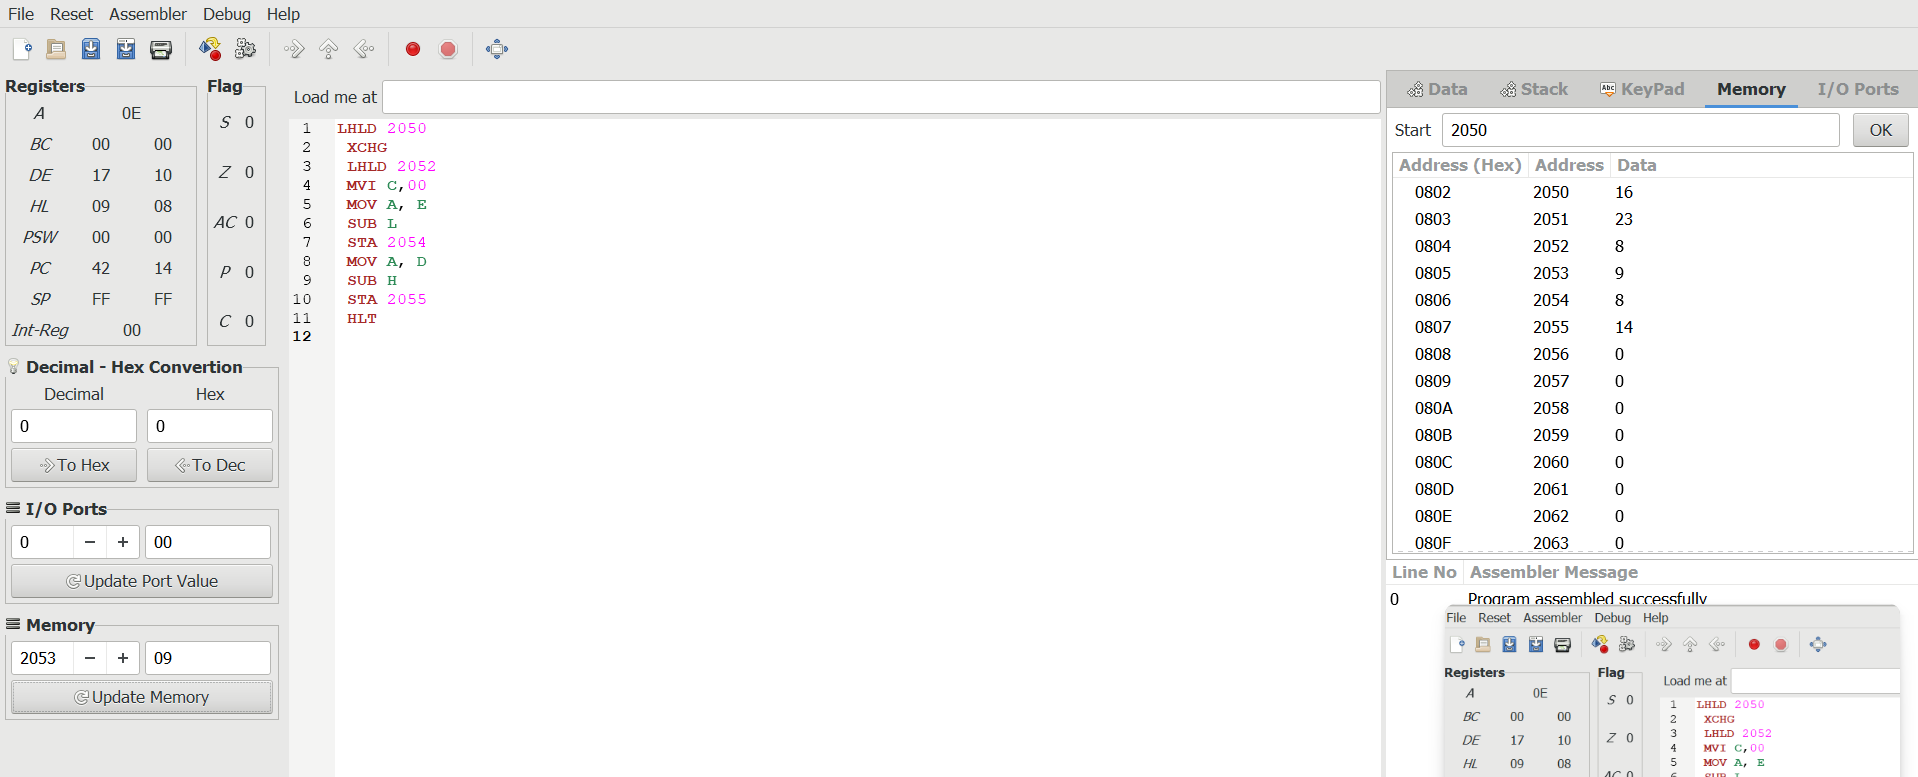 File Reset Assembler Debug Help
Registers
A 0E
BC 00 00
DE 17 10
HL 09 08
PSW 00 00
PC 42 14
SP FF FF
Int-Reg 00
Flag
S 0
Z 0
AC 0
P 0
C 0
Decimal - Hex Convertion
Decimal Hex
0 0
To Hex To Dec
I/O Ports
0 − + 00
Update Port Value
Memory
2053 − + 09
Update Memory
Load me at
1 LHLD 2050
2 XCHG
3 LHLD 2052
4 MVI C,00
5 MOV A, E
6 SUB L
7 STA 2054
8 MOV A, D
9 SUB H
10 STA 2055
11 HLT
12
Data Stack Abc KeyPad Memory I/O Ports
Start 2050 OK
Address (Hex) Address Data
0802 2050 16
0803 2051 23
0804 2052 8
0805 2053 9
0806 2054 8
0807 2055 14
0808 2056 0
0809 2057 0
080A 2058 0
080B 2059 0
080C 2060 0
080D 2061 0
080E 2062 0
080F 2063 0
Line No Assembler Message
0 Program assembled successfully
File Reset Assembler Debug Help
Registers
A 0E
BC 00 00
DE 17 10
HL 09 08
Flag
S 0
Z 0
AC 0
Load me at
1 LHLD 2050
2 XCHG
3 LHLD 2052
4 MVI C,00
5 MOV A, E
6 SUB L